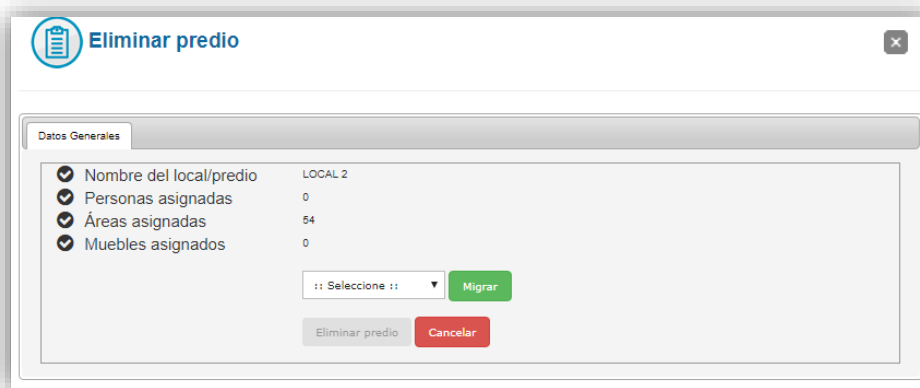 Eliminar predio
Datos Generales
Nombre del local/predio LOCAL 2
Personas asignadas 0
Áreas asignadas 54
Muebles asignados 0
:: Seleccione :: Migrar
Eliminar predio Cancelar